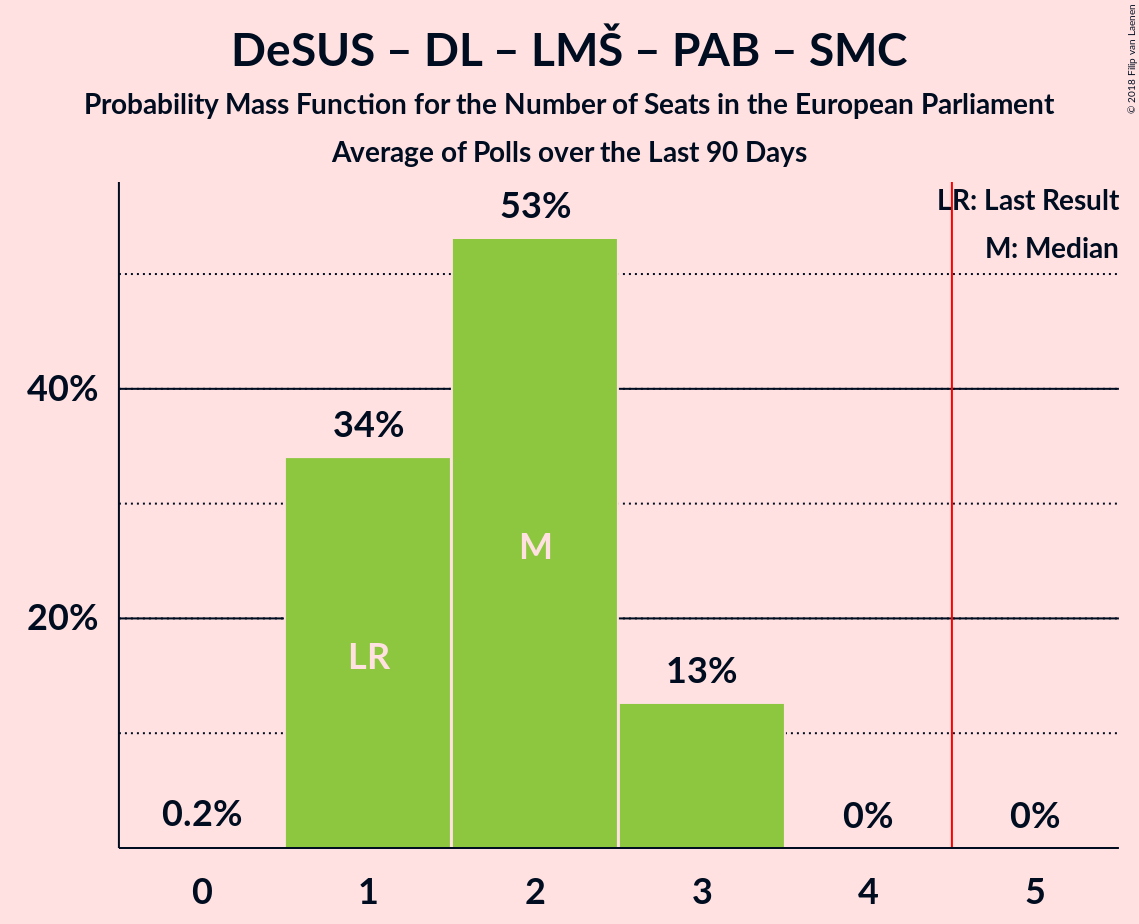 DeSUS – DL – LMŠ – PAB – SMC
Probability Mass Function for the Number of Seats in the European Parliament
Average of Polls over the Last 90 Days
© 2018 Filip van Laenen
LR: Last Result
M: Median
53%
40%
34%
M
20%
LR
13%
0.2%
0%
0%
0
1
2
3
4
5